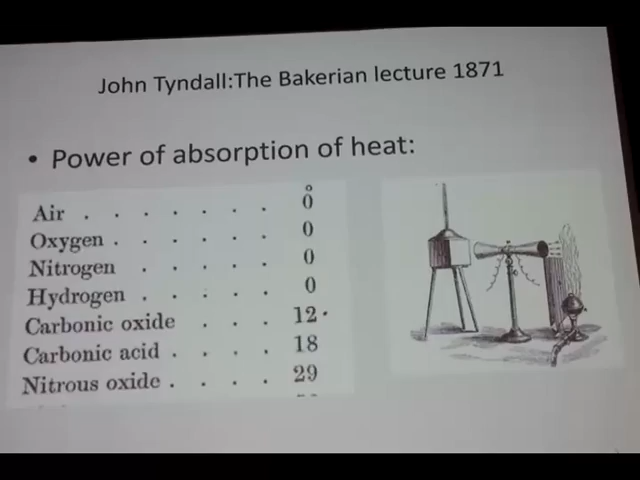 John Tyndall:The Bakerian lecture 1871
• Power of absorption of heat:
Air . . . . . . . 0°
Oxygen . . . . . . 0
Nitrogen . . . . . 0
Hydrogen . . . . . 0
Carbonic oxide . . . 12.
Carbonic acid . . . . 18
Nitrous oxide . . . . 29